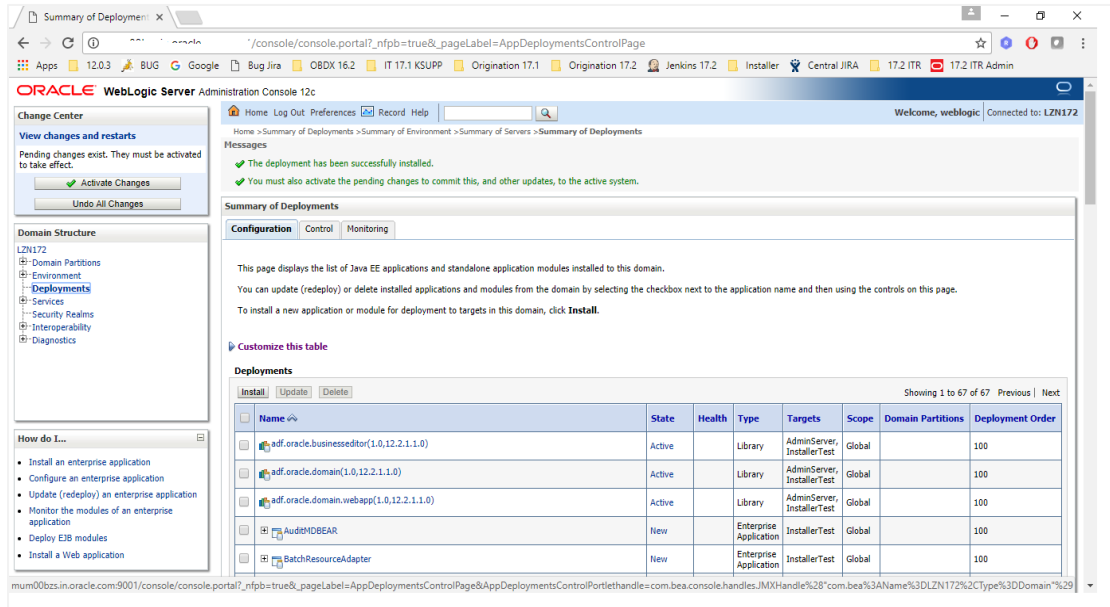 Summary of Deployment
/console/console.portal?_nfpb=true&_pageLabel=AppDeploymentsControlPage
Apps 12.0.3 BUG Google Bug Jira OBDX 16.2 IT 17.1 KSUPP Origination 17.1 Origination 17.2 Jenkins 17.2 Installer Central JIRA 17.2 ITR 17.2 ITR Admin
ORACLE WebLogic Server Administration Console 12c
Change Center
View changes and restarts
Pending changes exist. They must be activated
to take effect.
Activate Changes
Undo All Changes
Domain Structure
LZN172
Domain Partitions
Environment
Deployments
Services
Security Realms
Interoperability
Diagnostics
How do I...
Install an enterprise application
Configure an enterprise application
Update (redeploy) an enterprise application
Monitor the modules of an enterprise
application
Deploy EJB modules
Install a Web application
Home Log Out Preferences Record Help
Welcome, weblogic Connected to: LZN172
Home >Summary of Deployments >Summary of Environment >Summary of Servers >Summary of Deployments
Messages
The deployment has been successfully installed.
You must also activate the pending changes to commit this, and other updates, to the active system.
Summary of Deployments
Configuration Control Monitoring
This page displays the list of Java EE applications and standalone application modules installed to this domain.
You can update (redeploy) or delete installed applications and modules from the domain by selecting the checkbox next to the application name and then using the controls on this page.
To install a new application or module for deployment to targets in this domain, click Install.
Customize this table
Deployments
Install Update Delete Showing 1 to 67 of 67 Previous | Next
Name State Health Type Targets Scope Domain Partitions Deployment Order
adf.oracle.businesseditor(1.0,12.2.1.1.0) Active Library AdminServer, InstallerTest Global 100
adf.oracle.domain(1.0,12.2.1.1.0) Active Library AdminServer, InstallerTest Global 100
adf.oracle.domain.webapp(1.0,12.2.1.1.0) Active Library AdminServer, InstallerTest Global 100
AuditMDBEAR New Enterprise Application InstallerTest Global 100
BatchResourceAdapter New Enterprise Application InstallerTest Global 100
mum00bzs.in.oracle.com:9001/console/console.portal?_nfpb=true&_pageLabel=AppDeploymentsControlPage&AppDeploymentsControlPortlethandle=com.bea.console.handles.JMXHandle%28"com.bea%3AName%3DLZN172%2CType%3DDomain"%29